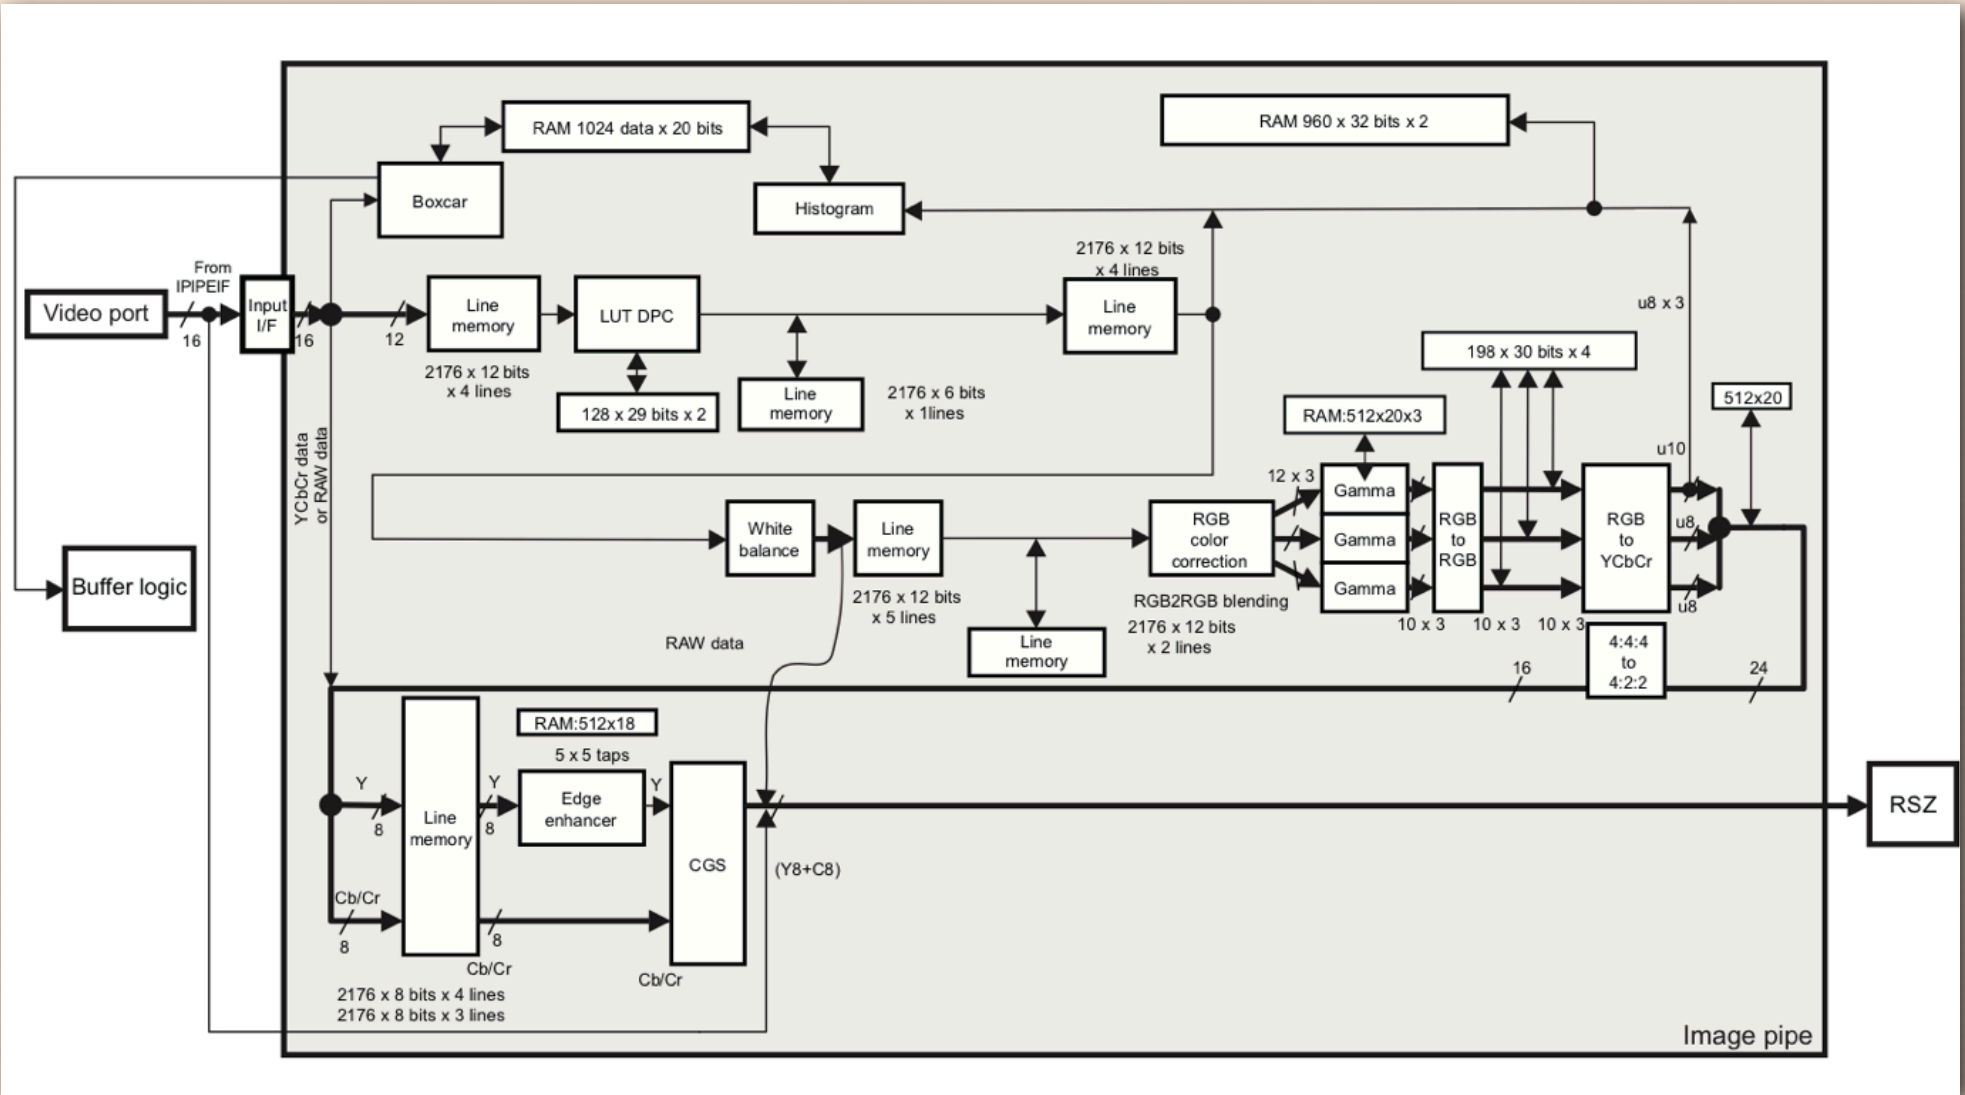 RAM 1024 data x 20 bits
RAM 960 x 32 bits x 2
Boxcar
Histogram
From
IPIPEIF
Video port
16
Input
I/F
16
12
Line
memory
2176 x 12 bits
x 4 lines
LUT DPC
128 x 29 bits x 2
Line
memory
2176 x 6 bits
x 1lines
2176 x 12 bits
x 4 lines
Line
memory
u8 x 3
198 x 30 bits x 4
512x20
RAM:512x20x3
u10
YCbCr data
or RAW data
12 x 3
Gamma
Gamma
Gamma
White
balance
Line
memory
2176 x 12 bits
x 5 lines
RGB
color
correction
RGB
to
RGB
RGB
to
YCbCr
u8
u8
RGB2RGB blending
2176 x 12 bits
x 2 lines
10 x 3
10 x 3
10 x 3
Buffer logic
RAW data
Line
memory
4:4:4
to
4:2:2
16
24
RAM:512x18
5 x 5 taps
Y
8
Line
memory
Y
8
Edge
enhancer
Y
CGS
(Y8+C8)
RSZ
Cb/Cr
8
8
Cb/Cr
Cb/Cr
2176 x 8 bits x 4 lines
2176 x 8 bits x 3 lines
Image pipe